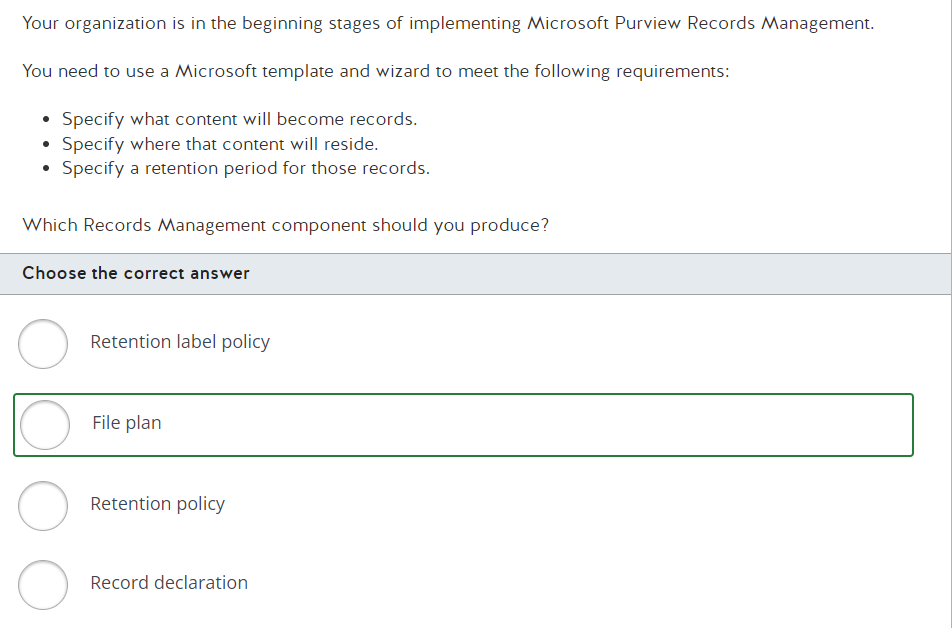 Your organization is in the beginning stages of implementing Microsoft Purview Records Management.
You need to use a Microsoft template and wizard to meet the following requirements:
• Specify what content will become records.
• Specify where that content will reside.
• Specify a retention period for those records.
Which Records Management component should you produce?
Choose the correct answer
Retention label policy
File plan
Retention policy
Record declaration